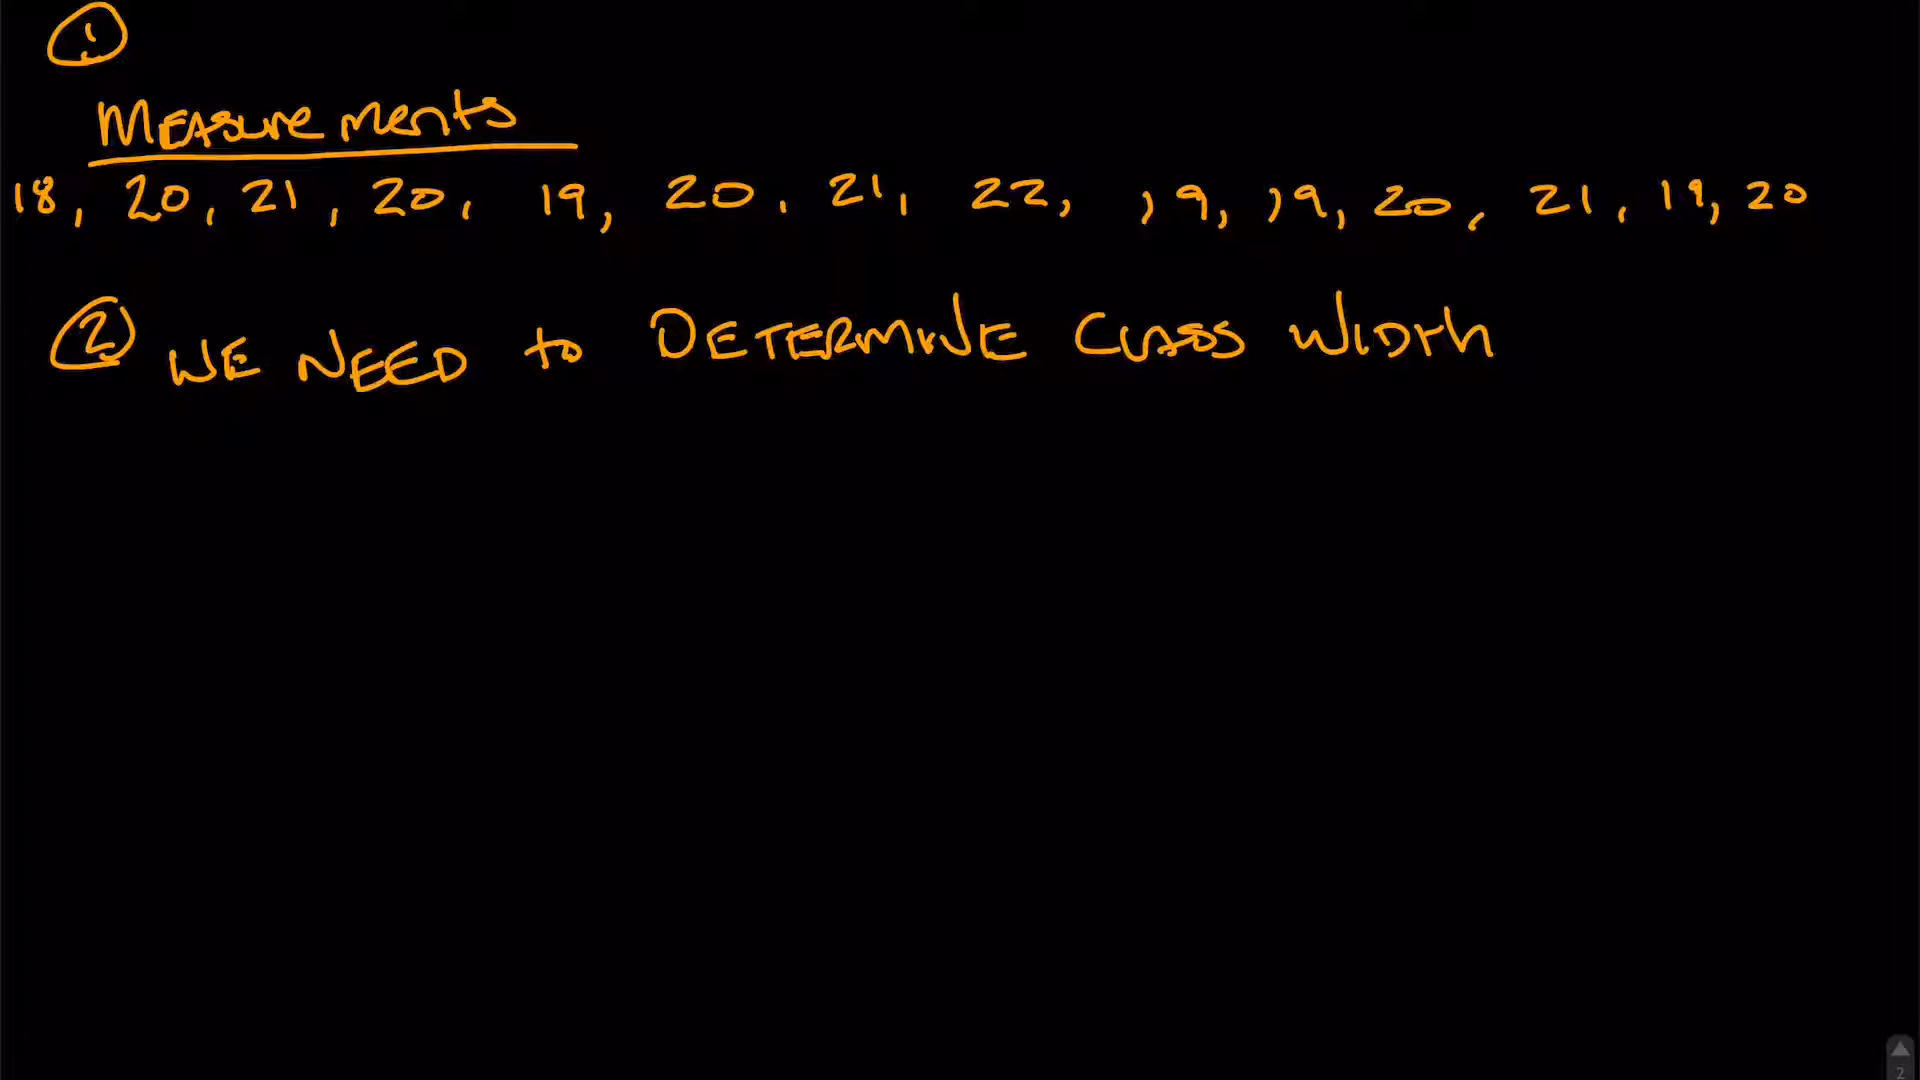 1
Measurements
18, 20, 21, 20, 19, 20, 21, 22, 19, 19, 20, 21, 19, 20
2 WE NEED to DETERMINE CLASS WIDTH
2